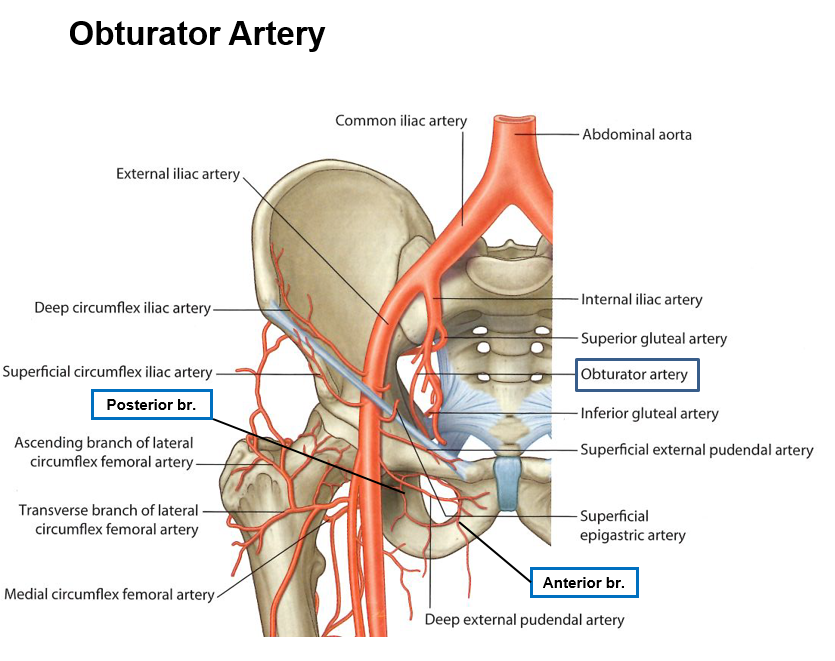 Obturator Artery
Common iliac artery
Abdominal aorta
External iliac artery
Internal iliac artery
Deep circumflex iliac artery
Superior gluteal artery
Superficial circumflex iliac artery
Obturator artery
Posterior br.
Inferior gluteal artery
Ascending branch of lateral
circumflex femoral artery
Superficial external pudendal artery
Transverse branch of lateral
circumflex femoral artery
Superficial
epigastric artery
Anterior br.
Medial circumflex femoral artery
Deep external pudendal artery